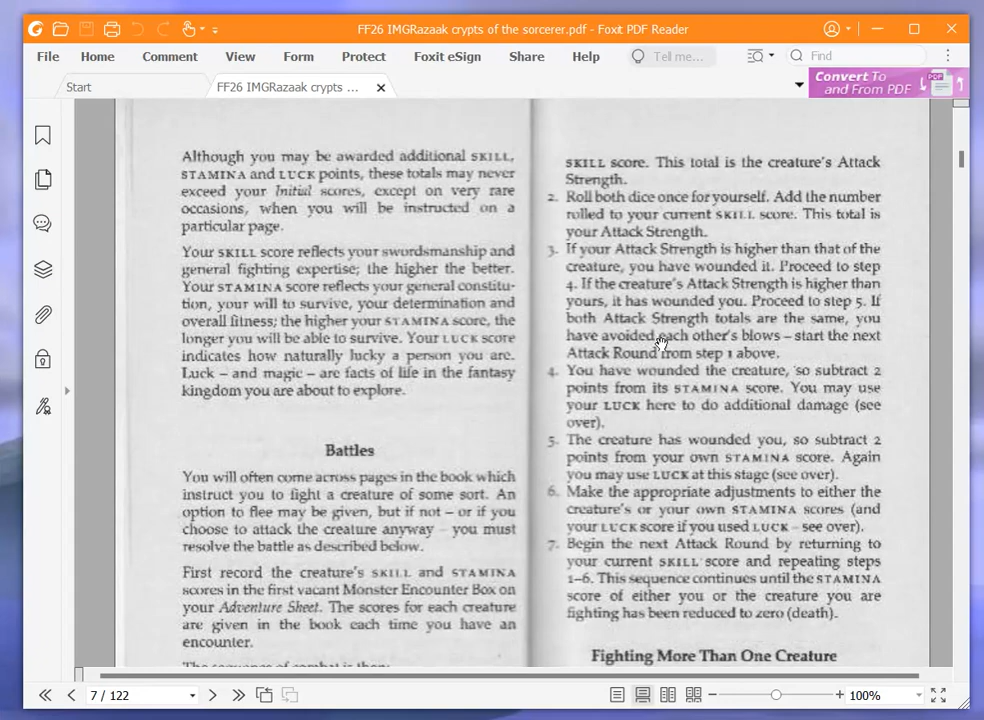 FF26 IMGRazaak crypts of the sorcerer.pdf - Foxit PDF Reader
File Home Comment View Form Protect Foxit eSign Share Help Tell me... Find
Start FF26 IMGRazaak crypts ... Convert To
and From PDF
PDF
Although you may be awarded additional SKILL,
STAMINA and LUCK points, these totals may never
exceed your Initial scores, except on very rare
occasions, when you will be instructed on a
particular page.
Your SKILL score reflects your swordsmanship and
general fighting expertise; the higher the better.
Your STAMINA score reflects your general constitu-
tion, your will to survive, your determination and
overall fitness; the higher your STAMINA score, the
longer you will be able to survive. Your LUCK score
indicates how naturally lucky a person you are.
Luck – and magic – are facts of life in the fantasy
kingdom you are about to explore.
Battles
You will often come across pages in the book which
instruct you to fight a creature of some sort. An
option to flee may be given, but if not – or if you
choose to attack the creature anyway – you must
resolve the battle as described below.
First record the creature's SKILL and STAMINA
scores in the first vacant Monster Encounter Box on
your Adventure Sheet. The scores for each creature
are given in the book each time you have an
encounter.
The sequence of combat is then:
SKILL score. This total is the creature's Attack
Strength.
2. Roll both dice once for yourself. Add the number
rolled to your current SKILL score. This total is
your Attack Strength.
3. If your Attack Strength is higher than that of the
creature, you have wounded it. Proceed to step
4. If the creature's Attack Strength is higher than
yours, it has wounded you. Proceed to step 5. If
both Attack Strength totals are the same, you
have avoided each other's blows – start the next
Attack Round from step 1 above.
4. You have wounded the creature, so subtract 2
points from its STAMINA score. You may use
your LUCK here to do additional damage (see
over).
5. The creature has wounded you, so subtract 2
points from your own STAMINA score. Again
you may use LUCK at this stage (see over).
6. Make the appropriate adjustments to either the
creature's or your own STAMINA scores (and
your LUCK score if you used LUCK – see over).
7. Begin the next Attack Round by returning to
your current SKILL score and repeating steps
1–6. This sequence continues until the STAMINA
score of either you or the creature you are
fighting has been reduced to zero (death).
Fighting More Than One Creature
7 / 122 100%